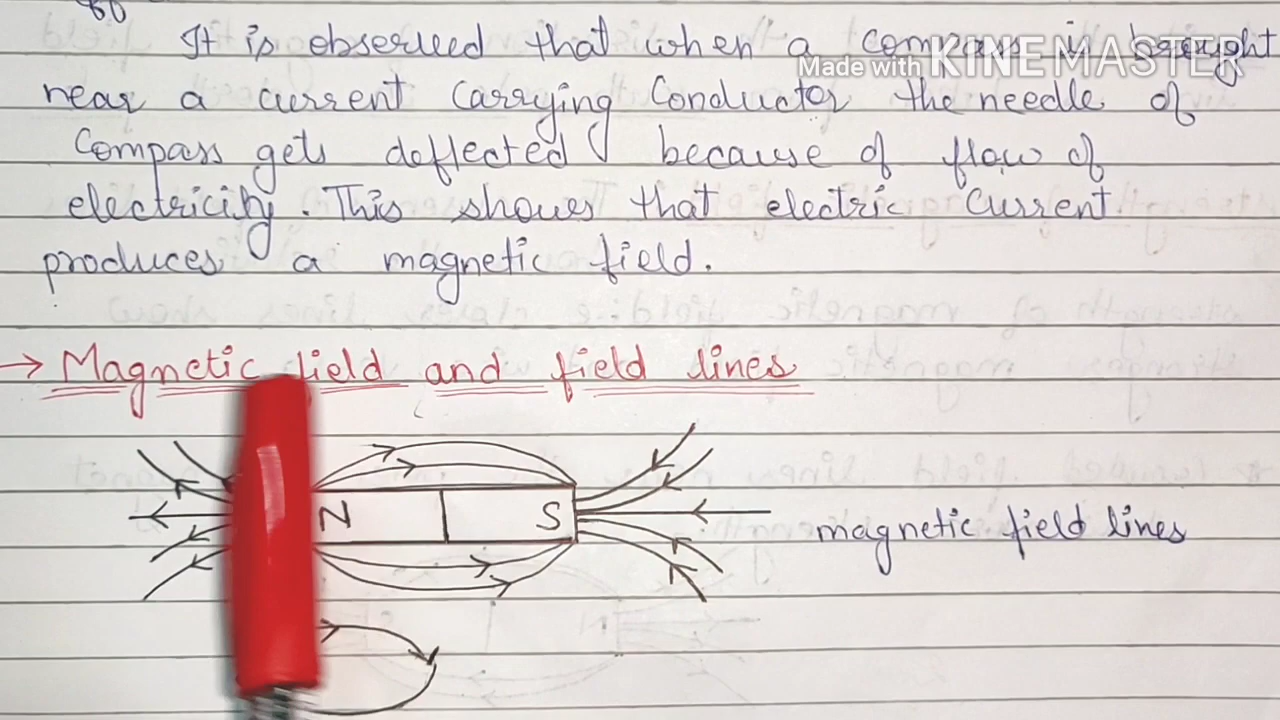 It is observed that when a compass is brought
Made with KINEMASTER
near a current carrying Conductor the needle of
Compass gets deflected because of flow of
electricity. This shows that electric Current
produces a magnetic field.
→ Magnetic field and field lines
N S
magnetic field lines